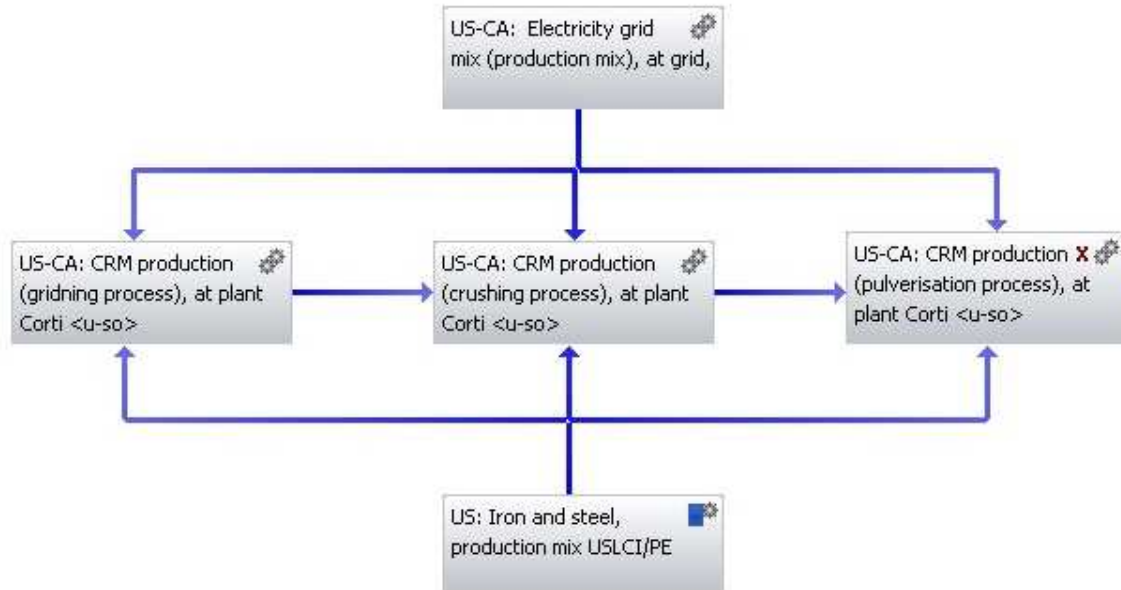 US-CA: Electricity grid
mix (production mix), at grid,
US-CA: CRM production
(gridning process), at plant
Corti <u-so>
US-CA: CRM production
(crushing process), at plant
Corti <u-so>
US-CA: CRM production X
(pulverisation process), at
plant Corti <u-so>
US: Iron and steel,
production mix USLCI/PE